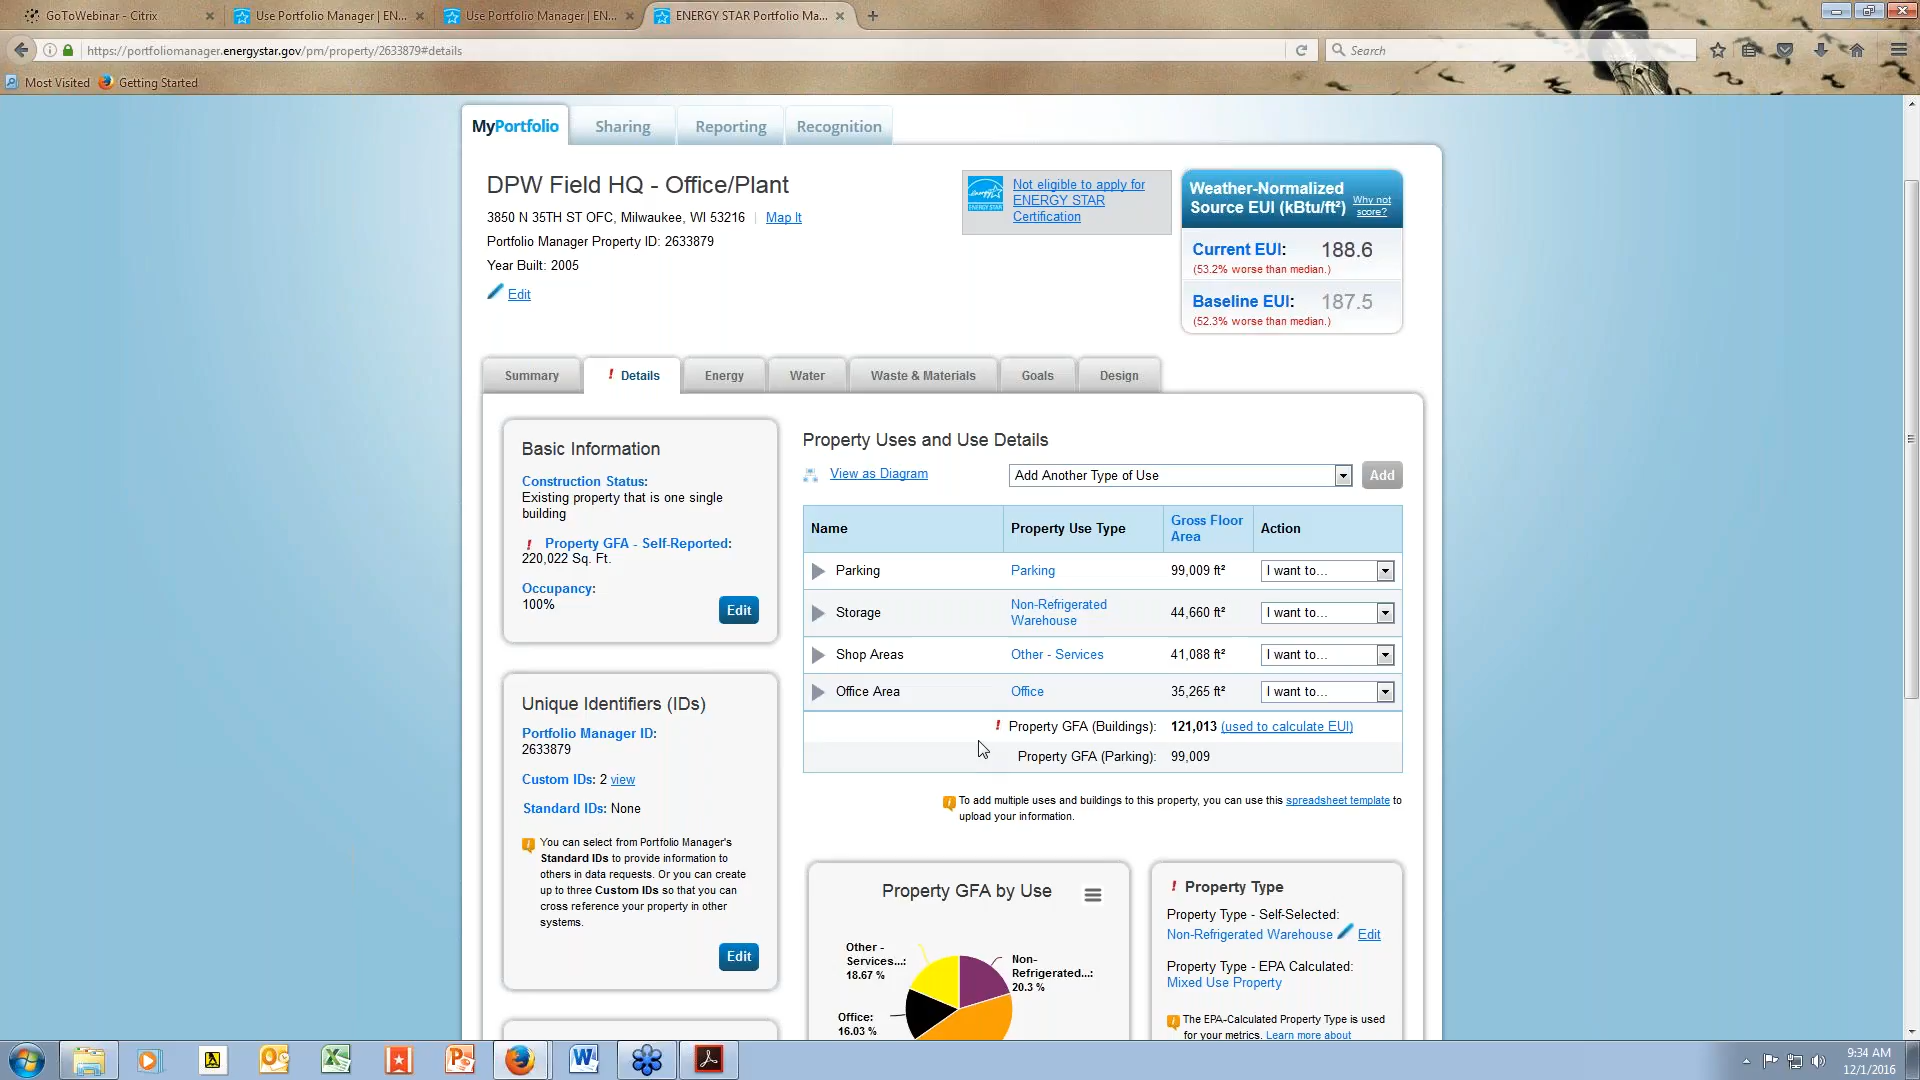 GoToWebinar - Citrix
Use Portfolio Manager | EN...
Use Portfolio Manager | EN...
ENERGY STAR Portfolio Ma...
https://portfoliomanager.energystar.gov/pm/property/2633879#details
Search
Most Visited
Getting Started
MyPortfolio
Sharing
Reporting
Recognition
DPW Field HQ - Office/Plant
3850 N 35TH ST OFC, Milwaukee, WI 53216 | Map It
Portfolio Manager Property ID: 2633879
Year Built: 2005
Edit
ENERGY STAR
Not eligible to apply for
ENERGY STAR
Certification
Weather-Normalized
Source EUI (kBtu/ft²)
Why not
score?
Current EUI: 188.6
(53.2% worse than median.)
Baseline EUI: 187.5
(52.3% worse than median.)
Summary
! Details
Energy
Water
Waste & Materials
Goals
Design
Basic Information
Construction Status:
Existing property that is one single
building
! Property GFA - Self-Reported:
220,022 Sq. Ft.
Occupancy:
100%
Edit
Unique Identifiers (IDs)
Portfolio Manager ID:
2633879
Custom IDs: 2 view
Standard IDs: None
You can select from Portfolio Manager's
Standard IDs to provide information to
others in data requests. Or you can create
up to three Custom IDs so that you can
cross reference your property in other
systems.
Edit
Property Uses and Use Details
View as Diagram
Add Another Type of Use
Add
Name
Property Use Type
Gross Floor
Area
Action
Parking
Parking
99,009 ft²
I want to...
Storage
Non-Refrigerated
Warehouse
44,660 ft²
I want to...
Shop Areas
Other - Services
41,088 ft²
I want to...
Office Area
Office
35,265 ft²
I want to...
! Property GFA (Buildings): 121,013 (used to calculate EUI)
Property GFA (Parking): 99,009
To add multiple uses and buildings to this property, you can use this spreadsheet template to
upload your information.
Property GFA by Use
Other -
Services...:
18.67 %
Non-
Refrigerated...:
20.3 %
Office:
16.03 %
! Property Type
Property Type - Self-Selected:
Non-Refrigerated Warehouse Edit
Property Type - EPA Calculated:
Mixed Use Property
The EPA-Calculated Property Type is used
for your metrics. Learn more about
9:34 AM
12/1/2016